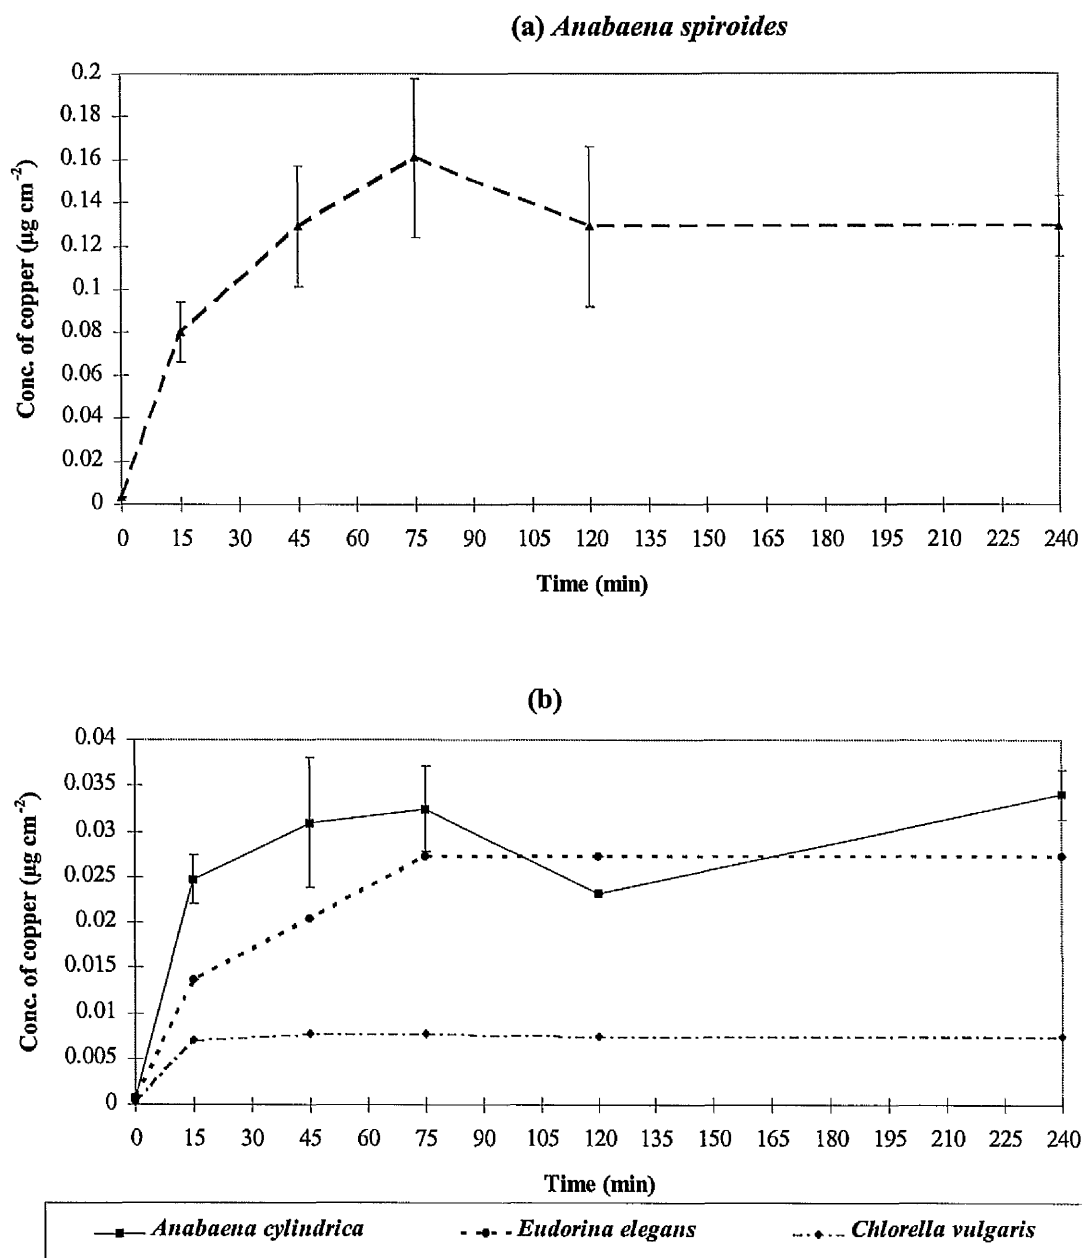 (a) Anabaena spiroides
Conc. of copper (µg cm⁻²)
0.2
0.18
0.16
0.14
0.12
0.1
0.08
0.06
0.04
0.02
0
0 15 30 45 60 75 90 105 120 135 150 165 180 195 210 225 240
Time (min)
(b)
Conc. of copper (µg cm⁻²)
0.04
0.035
0.03
0.025
0.02
0.015
0.01
0.005
0
0 15 30 45 60 75 90 105 120 135 150 165 180 195 210 225 240
Time (min)
Anabaena cylindrica Eudorina elegans Chlorella vulgaris